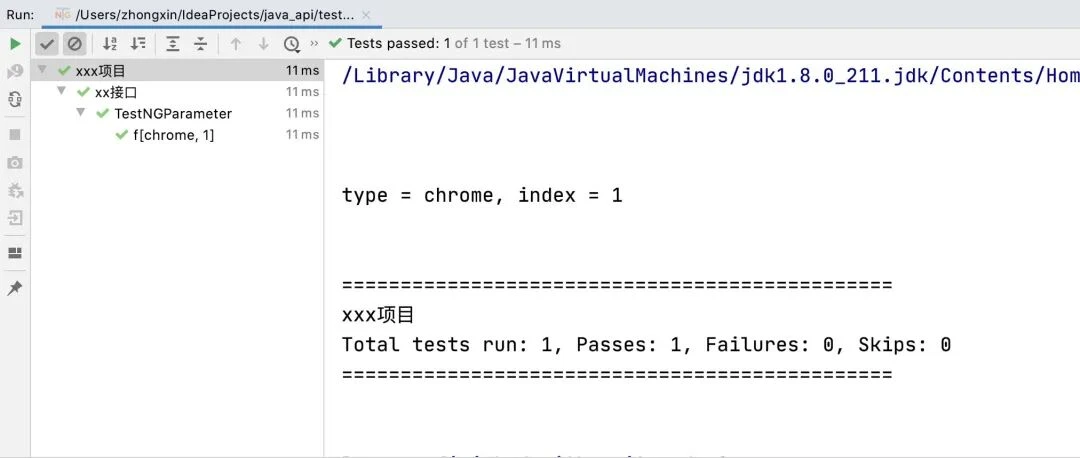 Run:
/Users/zhongxin/IdeaProjects/java_api/test...
Tests passed: 1 of 1 test – 11 ms
xxx项目 11 ms
xx接口 11 ms
TestNGParameter 11 ms
f[chrome, 1] 11 ms
/Library/Java/JavaVirtualMachines/jdk1.8.0_211.jdk/Contents/Hom
type = chrome, index = 1
===============================================
xxx项目
Total tests run: 1, Passes: 1, Failures: 0, Skips: 0
===============================================